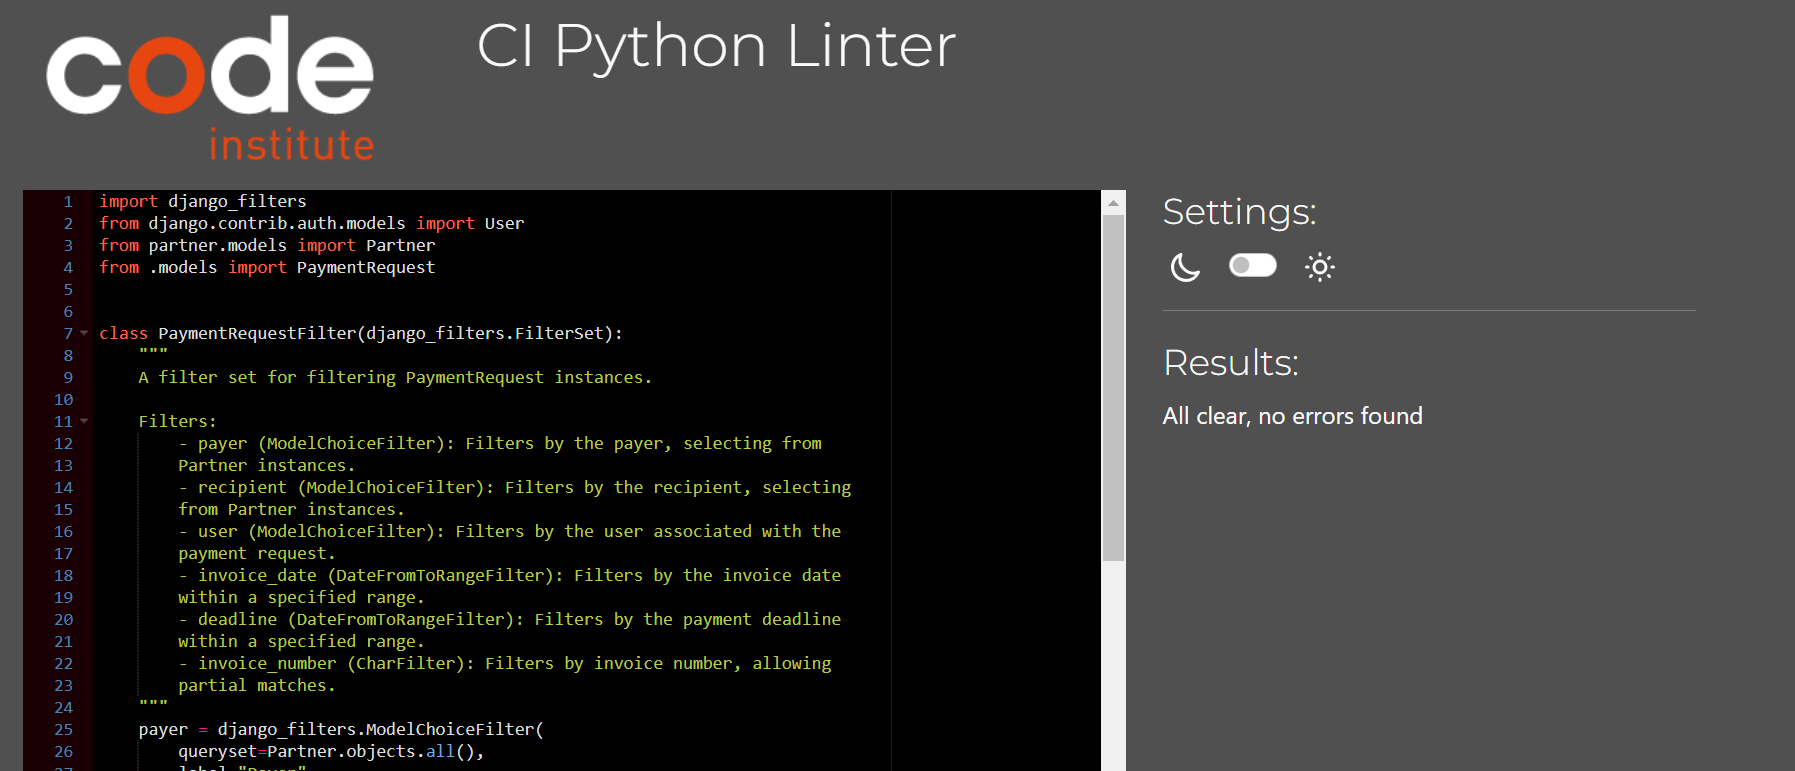 code
institute
CI Python Linter
1 import django_filters
2 from django.contrib.auth.models import User
3 from partner.models import Partner
4 from .models import PaymentRequest
5
6
7 class PaymentRequestFilter(django_filters.FilterSet):
8 """
9 A filter set for filtering PaymentRequest instances.
10
11 Filters:
12 - payer (ModelChoiceFilter): Filters by the payer, selecting from
13 Partner instances.
14 - recipient (ModelChoiceFilter): Filters by the recipient, selecting
15 from Partner instances.
16 - user (ModelChoiceFilter): Filters by the user associated with the
17 payment request.
18 - invoice_date (DateFromToRangeFilter): Filters by the invoice date
19 within a specified range.
20 - deadline (DateFromToRangeFilter): Filters by the payment deadline
21 within a specified range.
22 - invoice_number (CharFilter): Filters by invoice number, allowing
23 partial matches.
24 """
25 payer = django_filters.ModelChoiceFilter(
26 queryset=Partner.objects.all(),
Settings:
Results:
All clear, no errors found